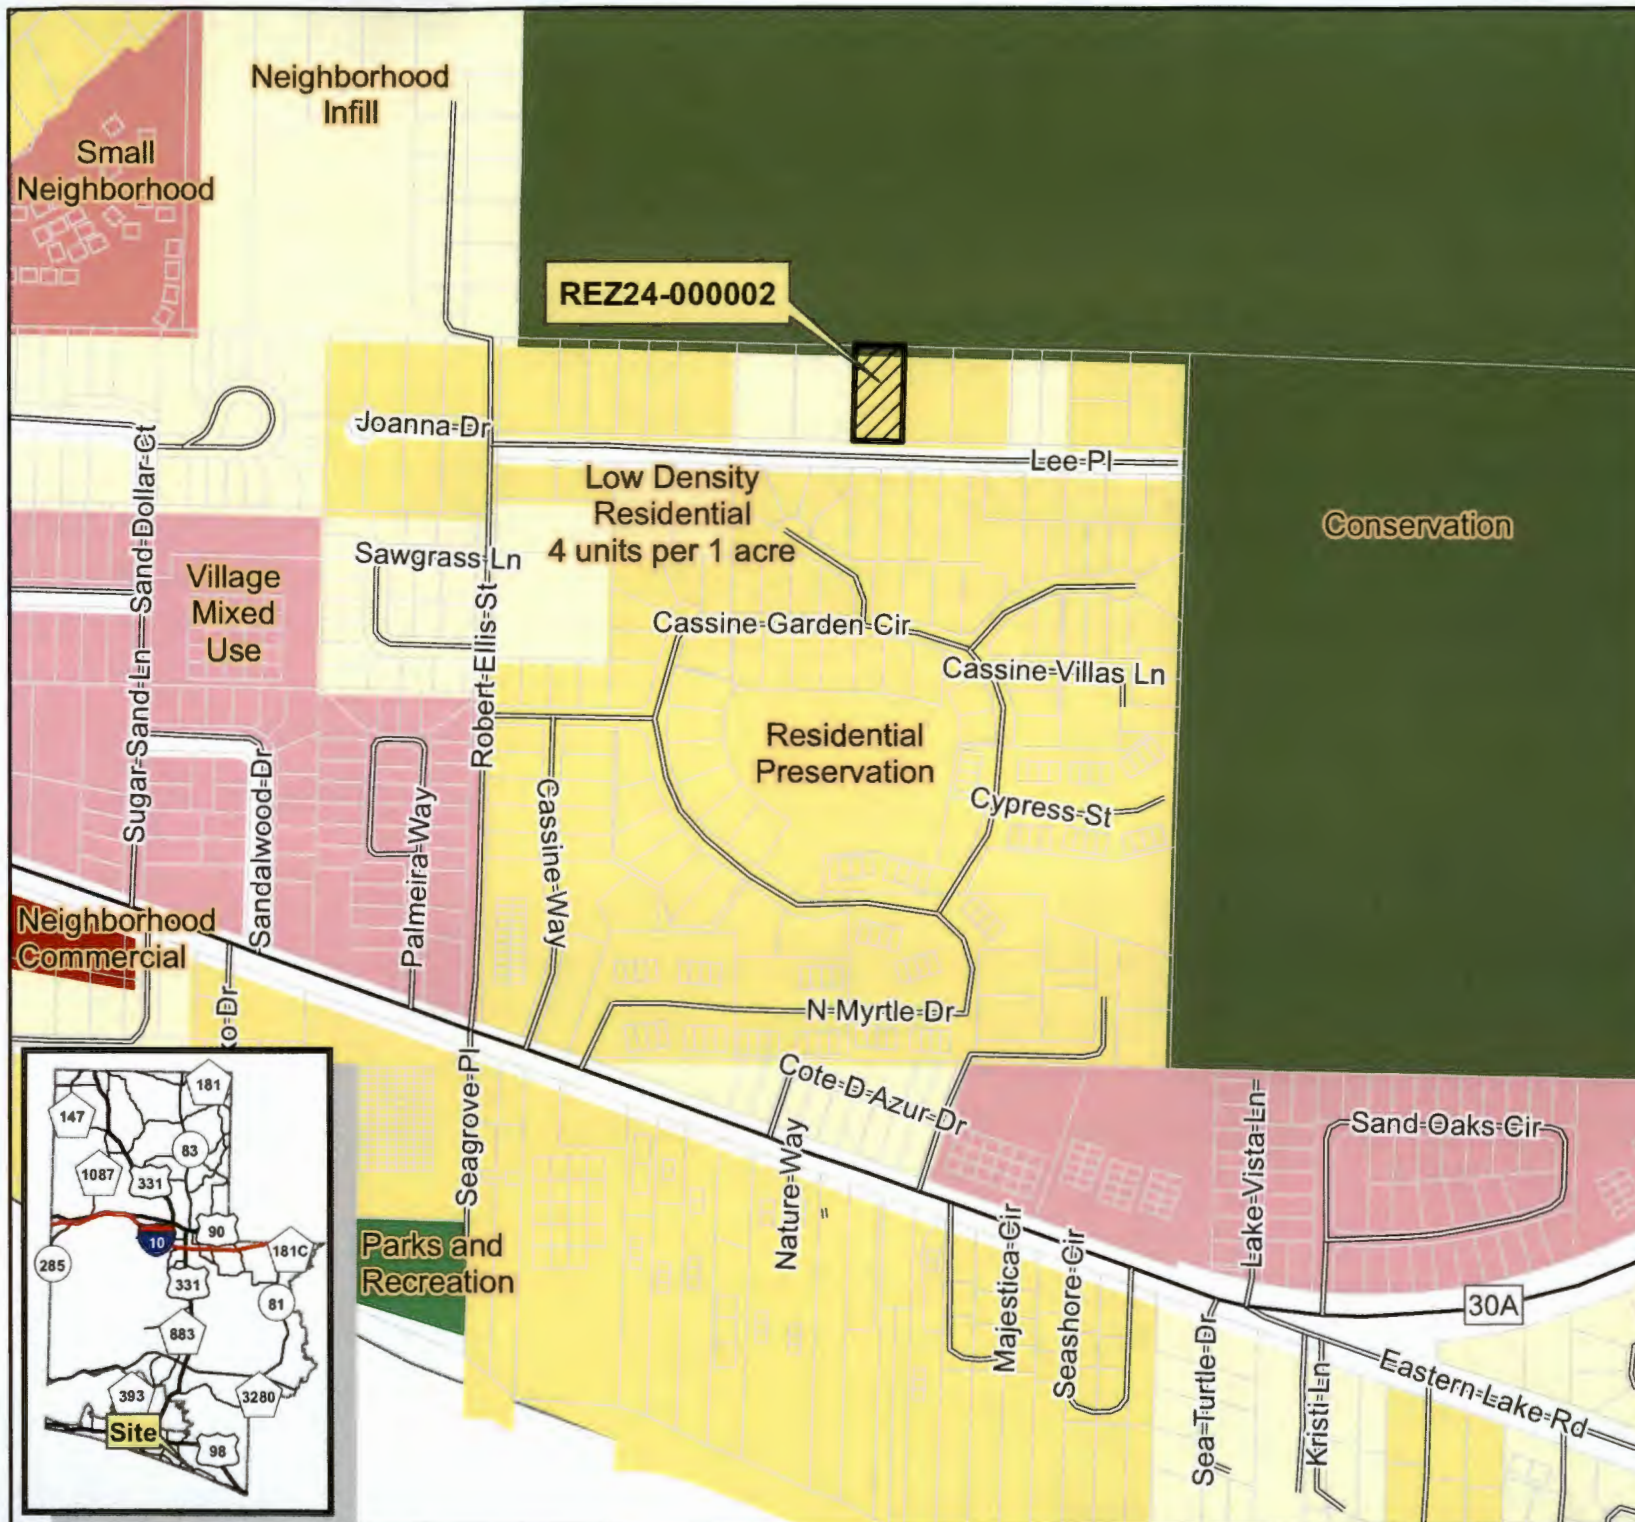 Neighborhood
Infill
Small
Neighborhood
REZ24-000002
Joanna Dr
Lee Pl
Low Density
Residential
4 units per 1 acre
Conservation
Sand Dollar Ct
Sawgrass Ln
Village
Mixed
Use
Robert Ellis St
Cassine Garden Cir
Cassine Villas Ln
Sugar Sand Ln
Residential
Preservation
Sandalwood Dr
Palmeira Way
Cassine Way
Cypress St
Neighborhood
Commercial
N Myrtle Dr
Cote D Azur Dr
Seagrove Pl
Nature Way
Lake Vista Ln
Sand Oaks Cir
Parks and
Recreation
Majestica Cir
Seashore Cir
30A
Sea Turtle Dr
Kristi Ln
Eastern Lake Rd
181
147
83
1087
331
90
10
181C
285
331
81
883
393
3280
Site
98